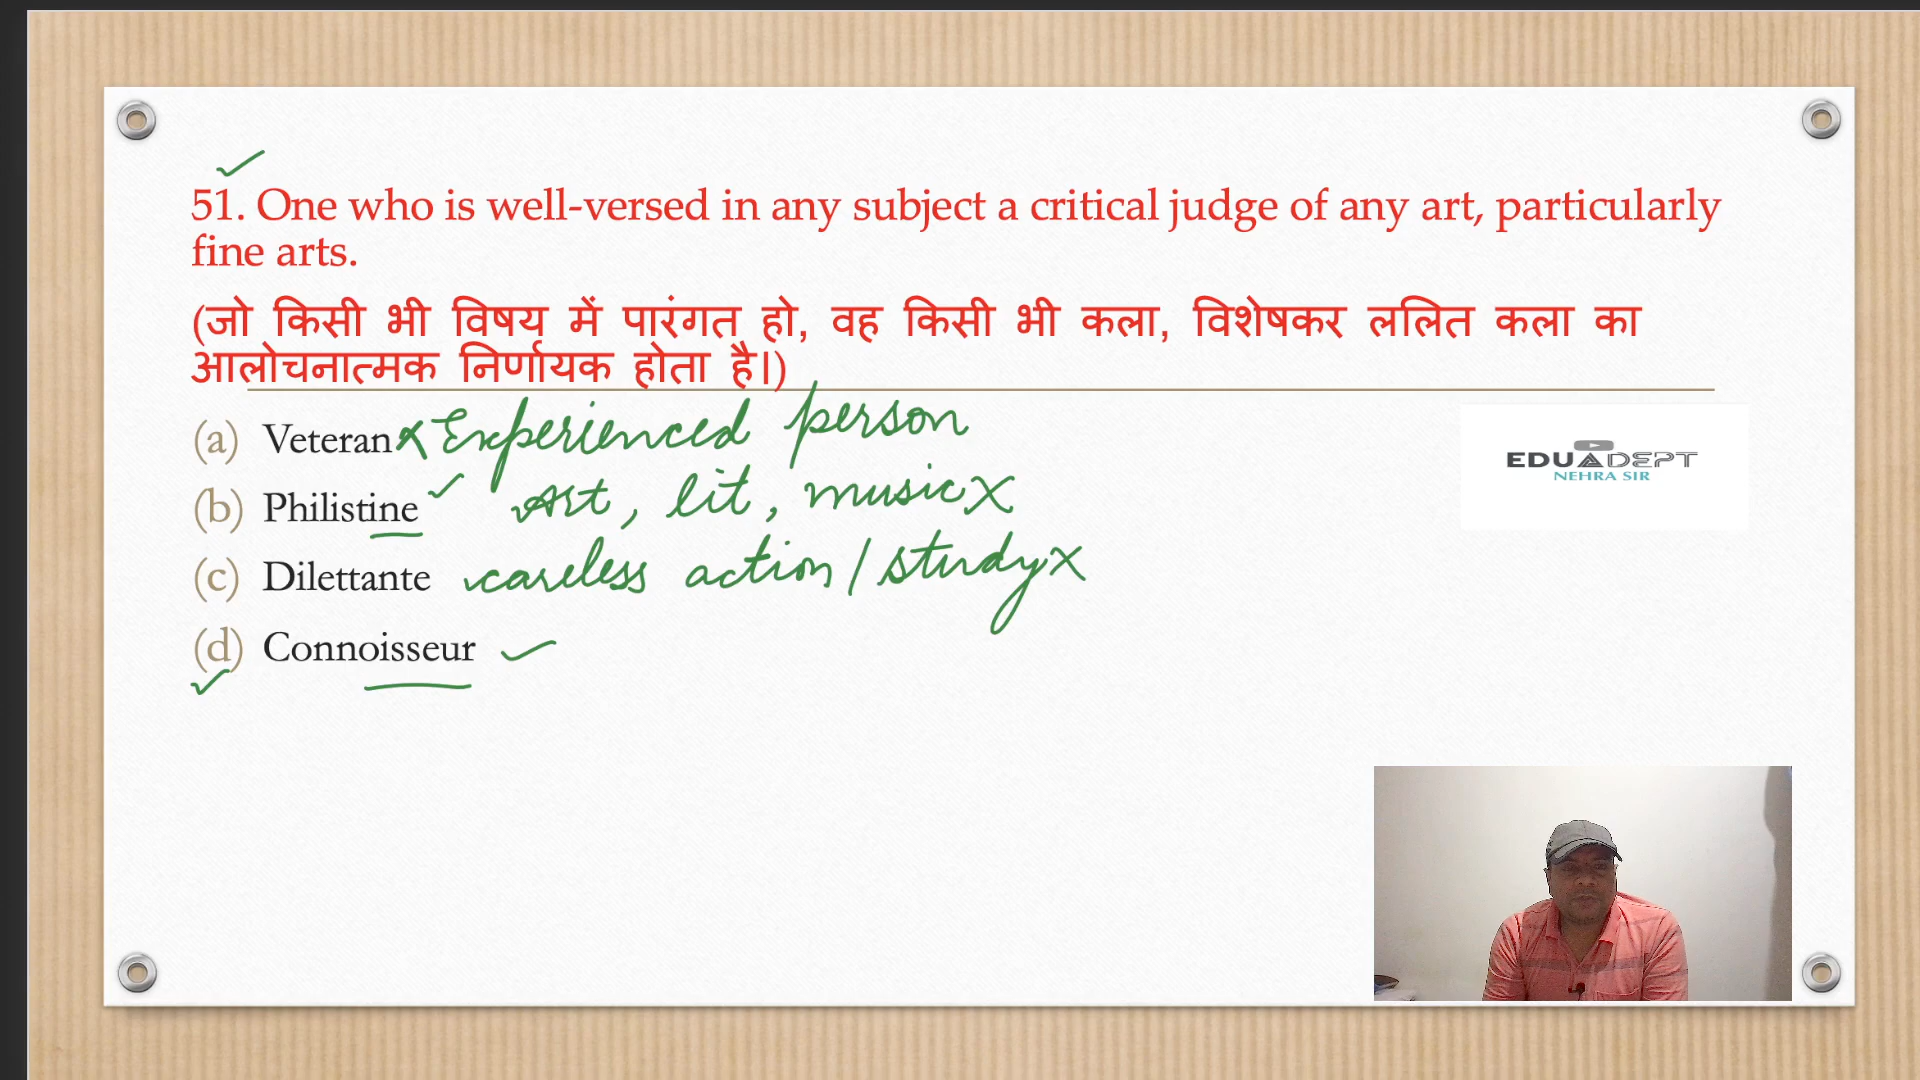 51. One who is well-versed in any subject a critical judge of any art, particularly
fine arts.
(जो किसी भी विषय में पारंगत हो, वह किसी भी कला, विशेषकर ललित कला का
आलोचनात्मक निर्णायक होता है।)
(a) Veteran x Experienced person
(b) Philistine ✓ Art, lit, music x
(c) Dilettante careless action / study x
(d) Connoisseur ✓
EDUADEPT
NEHRA SIR